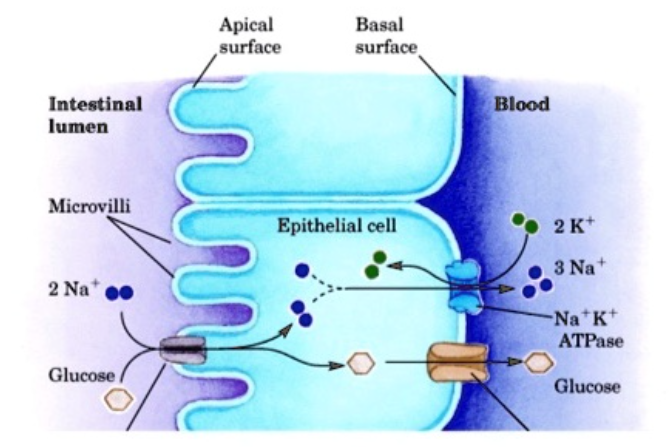 Apical
surface
Basal
surface
Intestinal
lumen
Blood
Microvilli
Epithelial cell
2 K⁺
3 Na⁺
2 Na⁺
Na⁺K⁺
ATPase
Glucose
Glucose